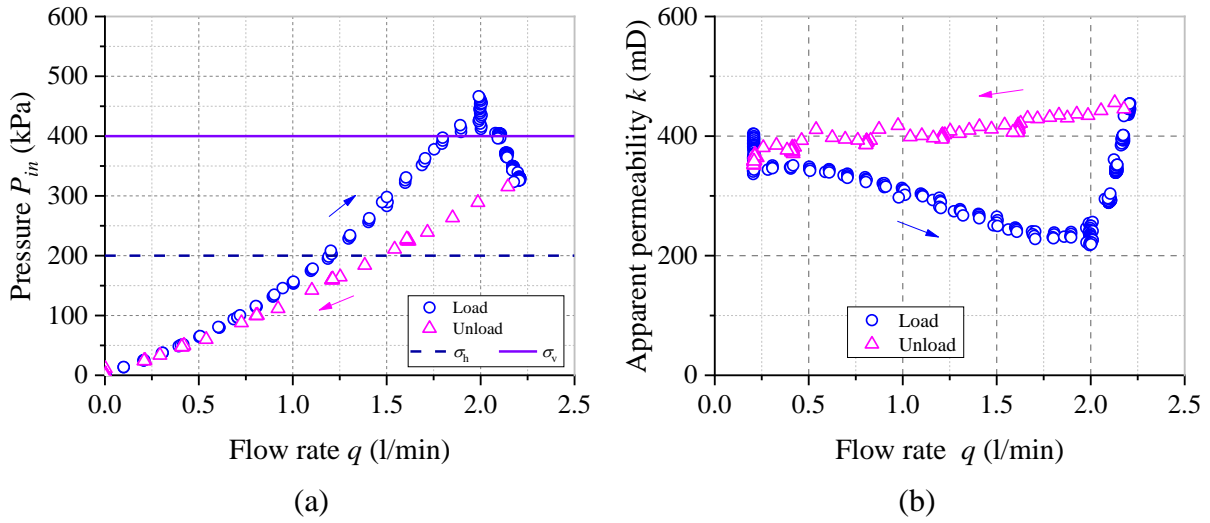 600
500
400
300
200
100
0
Pressure P_in (kPa)
Load
Unload
σ_h
σ_v
0.0 0.5 1.0 1.5 2.0 2.5
Flow rate q (l/min)
(a)
600
400
200
0
Apparent permeability k (mD)
Load
Unload
0.0 0.5 1.0 1.5 2.0 2.5
Flow rate q (l/min)
(b)